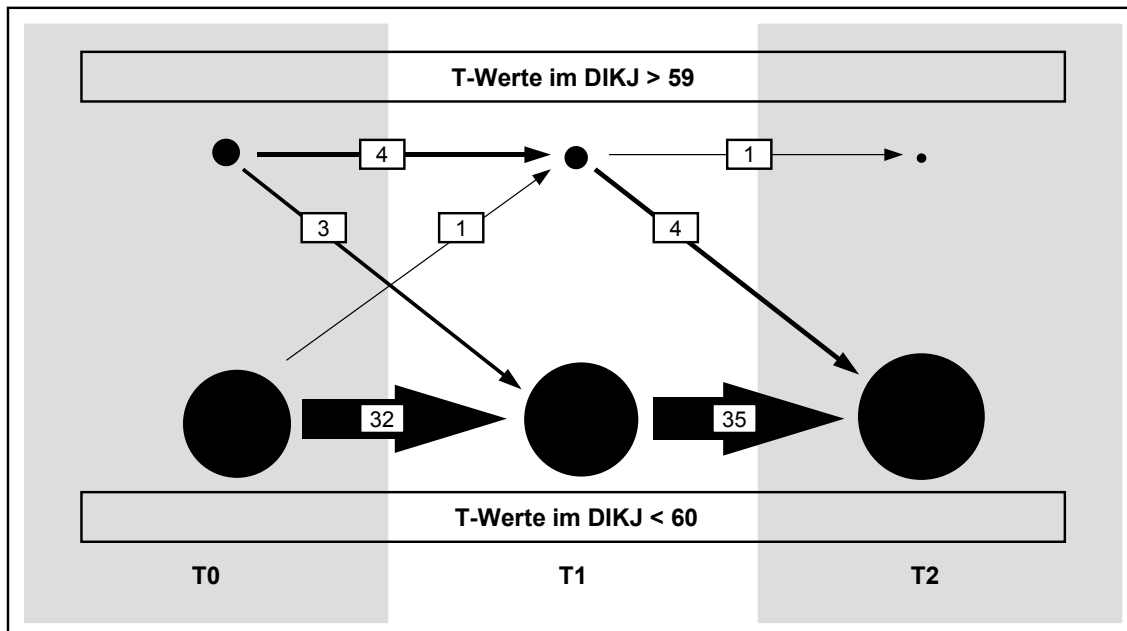 T-Werte im DIKJ > 59
4
1
3
1
4
32
35
T-Werte im DIKJ < 60
T0
T1
T2